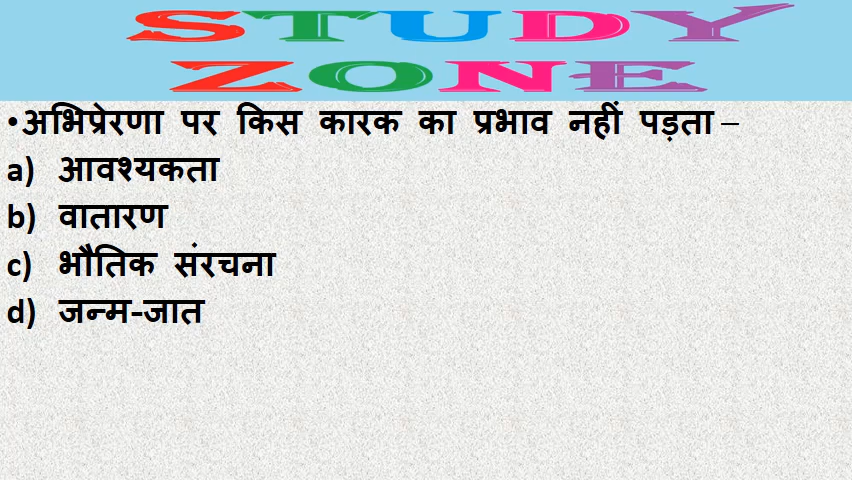 STUDY
ZONE
•अभिप्रेरणा पर किस कारक का प्रभाव नहीं पड़ता –
a) आवश्यकता
b) वातारण
c) भौतिक संरचना
d) जन्म-जात